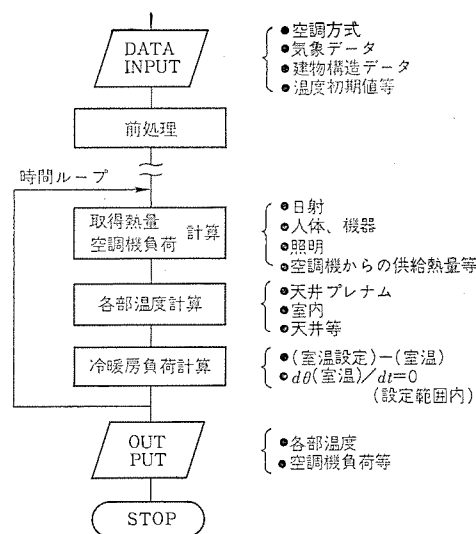 DATA
INPUT
●空調方式
●気象データ
●建物構造データ
●温度初期値等
前処理
時間ループ
取得熱量
空調機負荷
計算
●日射
●人体、機器
●照明
●空調機からの供給熱量等
各部温度計算
●天井プレナム
●室内
●天井等
冷暖房負荷計算
●(室温設定)−(室温)
●dθ(室温)/dt=0
(設定範囲内)
OUT
PUT
●各部温度
●空調機負荷等
STOP